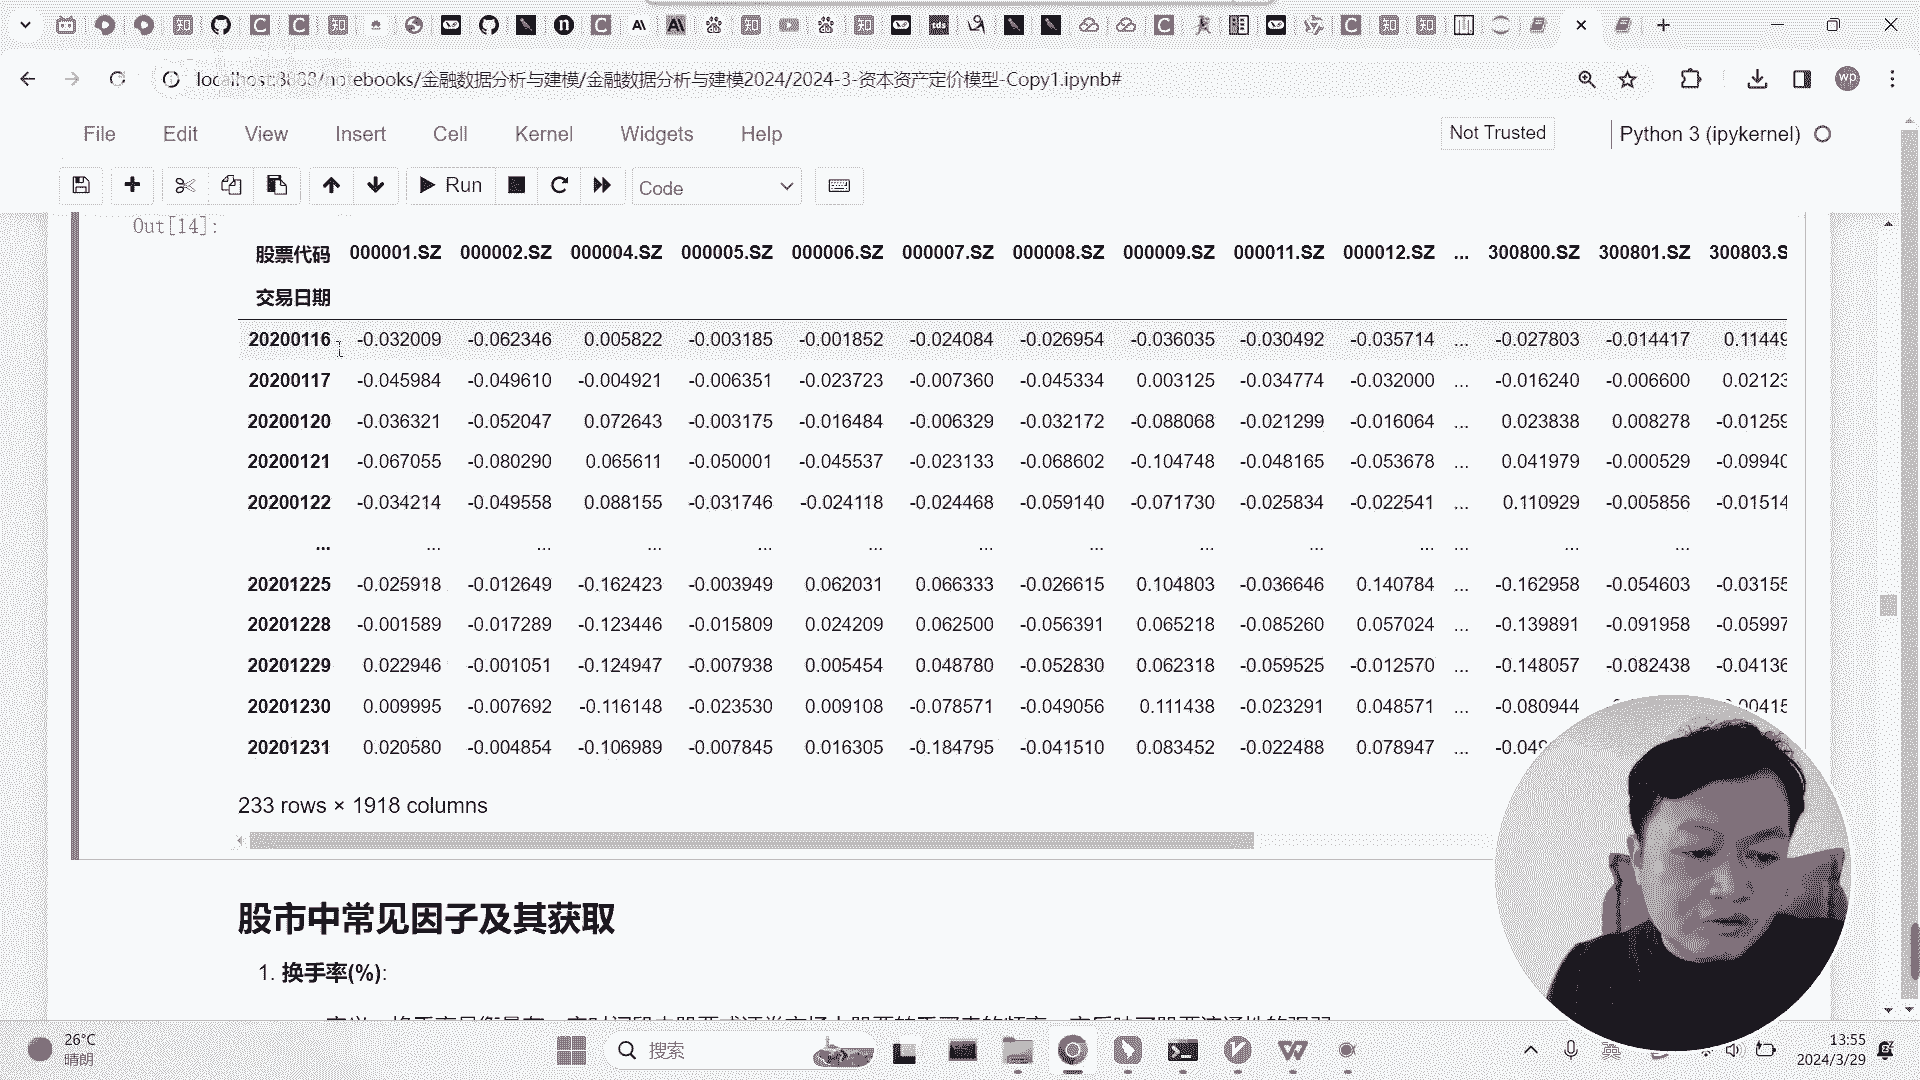 localhost:8888/notebooks/金融数据分析与建模/金融数据分析与建模2024/2024-3-资本资产定价模型-Copy1.ipynb#
wp
File Edit View Insert Cell Kernel Widgets Help Not Trusted Python 3 (ipykernel)
Run Code
Out[14]:
股票代码 000001.SZ 000002.SZ 000004.SZ 000005.SZ 000006.SZ 000007.SZ 000008.SZ 000009.SZ 000011.SZ 000012.SZ ... 300800.SZ 300801.SZ 300803.S
交易日期
20200116 -0.032009 -0.062346 0.005822 -0.003185 -0.001852 -0.024084 -0.026954 -0.036035 -0.030492 -0.035714 ... -0.027803 -0.014417 0.11449
20200117 -0.045984 -0.049610 -0.004921 -0.006351 -0.023723 -0.007360 -0.045334 0.003125 -0.034774 -0.032000 ... -0.016240 -0.006600 0.02123
20200120 -0.036321 -0.052047 0.072643 -0.003175 -0.016484 -0.006329 -0.032172 -0.088068 -0.021299 -0.016064 ... 0.023838 0.008278 -0.01259
20200121 -0.067055 -0.080290 0.065611 -0.050001 -0.045537 -0.023133 -0.068602 -0.104748 -0.048165 -0.053678 ... 0.041979 -0.000529 -0.09940
20200122 -0.034214 -0.049558 0.088155 -0.031746 -0.024118 -0.024468 -0.059140 -0.071730 -0.025834 -0.022541 ... 0.110929 -0.005856 -0.01514
... ... ... ... ... ... ... ... ... ... ... ... ... ...
20201225 -0.025918 -0.012649 -0.162423 -0.003949 0.062031 0.066333 -0.026615 0.104803 -0.036646 0.140784 ... -0.162958 -0.054603 -0.03155
20201228 -0.001589 -0.017289 -0.123446 -0.015809 0.024209 0.062500 -0.056391 0.065218 -0.085260 0.057024 ... -0.139891 -0.091958 -0.05997
20201229 0.022946 -0.001051 -0.124947 -0.007938 0.005454 0.048780 -0.052830 0.062318 -0.059525 -0.012570 ... -0.148057 -0.082438 -0.04136
20201230 0.009995 -0.007692 -0.116148 -0.023530 0.009108 -0.078571 -0.049056 0.111438 -0.023291 0.048571 ... -0.080944
20201231 0.020580 -0.004854 -0.106989 -0.007845 0.016305 -0.184795 -0.041510 0.083452 -0.022488 0.078947 ...
233 rows × 1918 columns
股市中常见因子及其获取
1. 换手率(%):
26°C
晴朗
搜索
英
13:55
2024/3/29